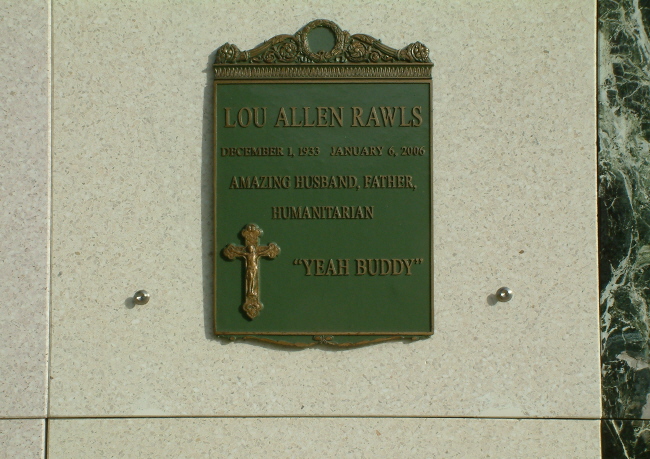 LOU ALLEN RAWLS
DECEMBER 1, 1933 JANUARY 6, 2006
AMAZING HUSBAND, FATHER,
HUMANITARIAN
"YEAH BUDDY"